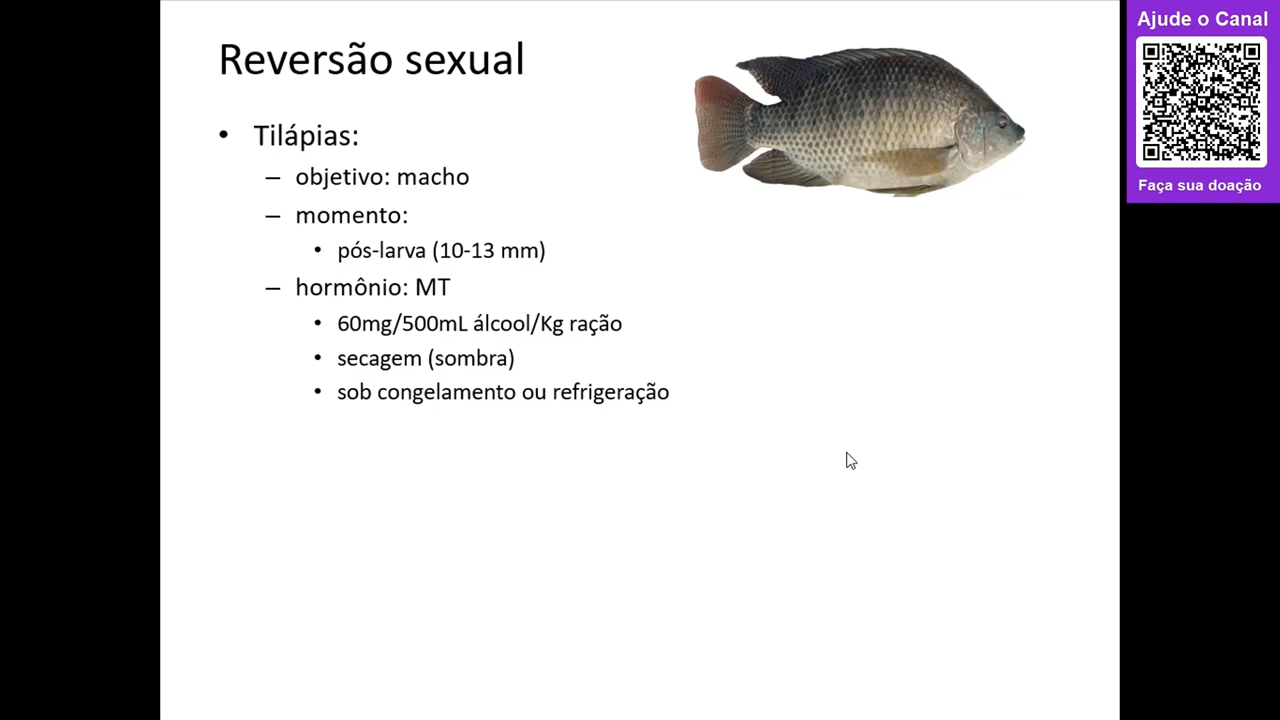 Reversão sexual
• Tilápias:
– objetivo: macho
– momento:
• pós-larva (10-13 mm)
– hormônio: MT
• 60mg/500mL álcool/Kg ração
• secagem (sombra)
• sob congelamento ou refrigeração
Ajude o Canal
Faça sua doação